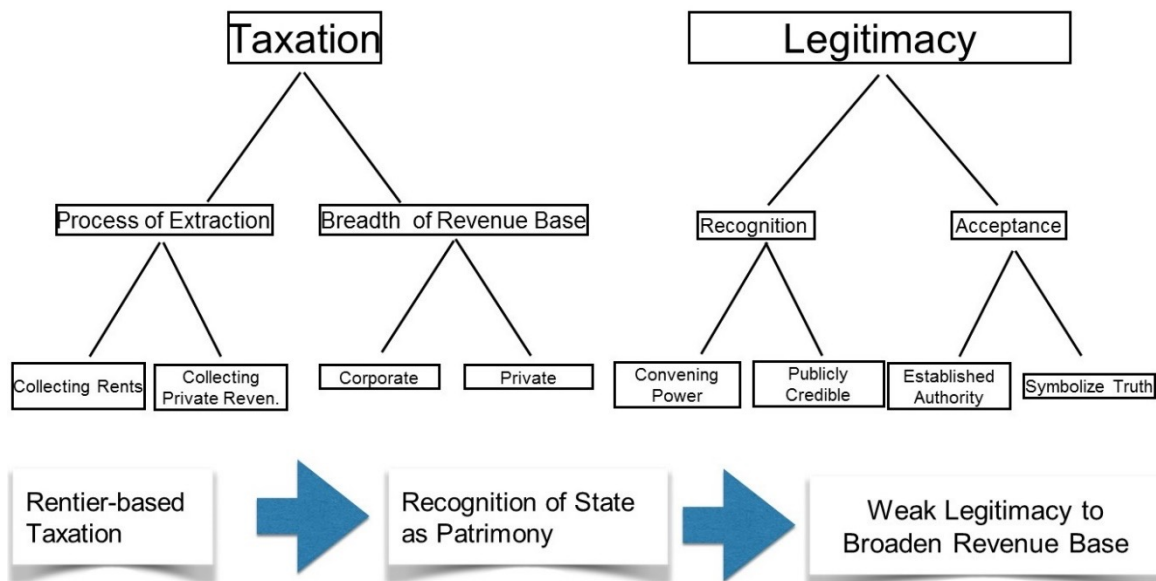 Taxation
Legitimacy
Process of Extraction
Breadth of Revenue Base
Recognition
Acceptance
Collecting Rents
Collecting
Private Reven.
Corporate
Private
Convening
Power
Publicly
Credible
Established
Authority
Symbolize Truth
Rentier-based
Taxation
Recognition of State
as Patrimony
Weak Legitimacy to
Broaden Revenue Base